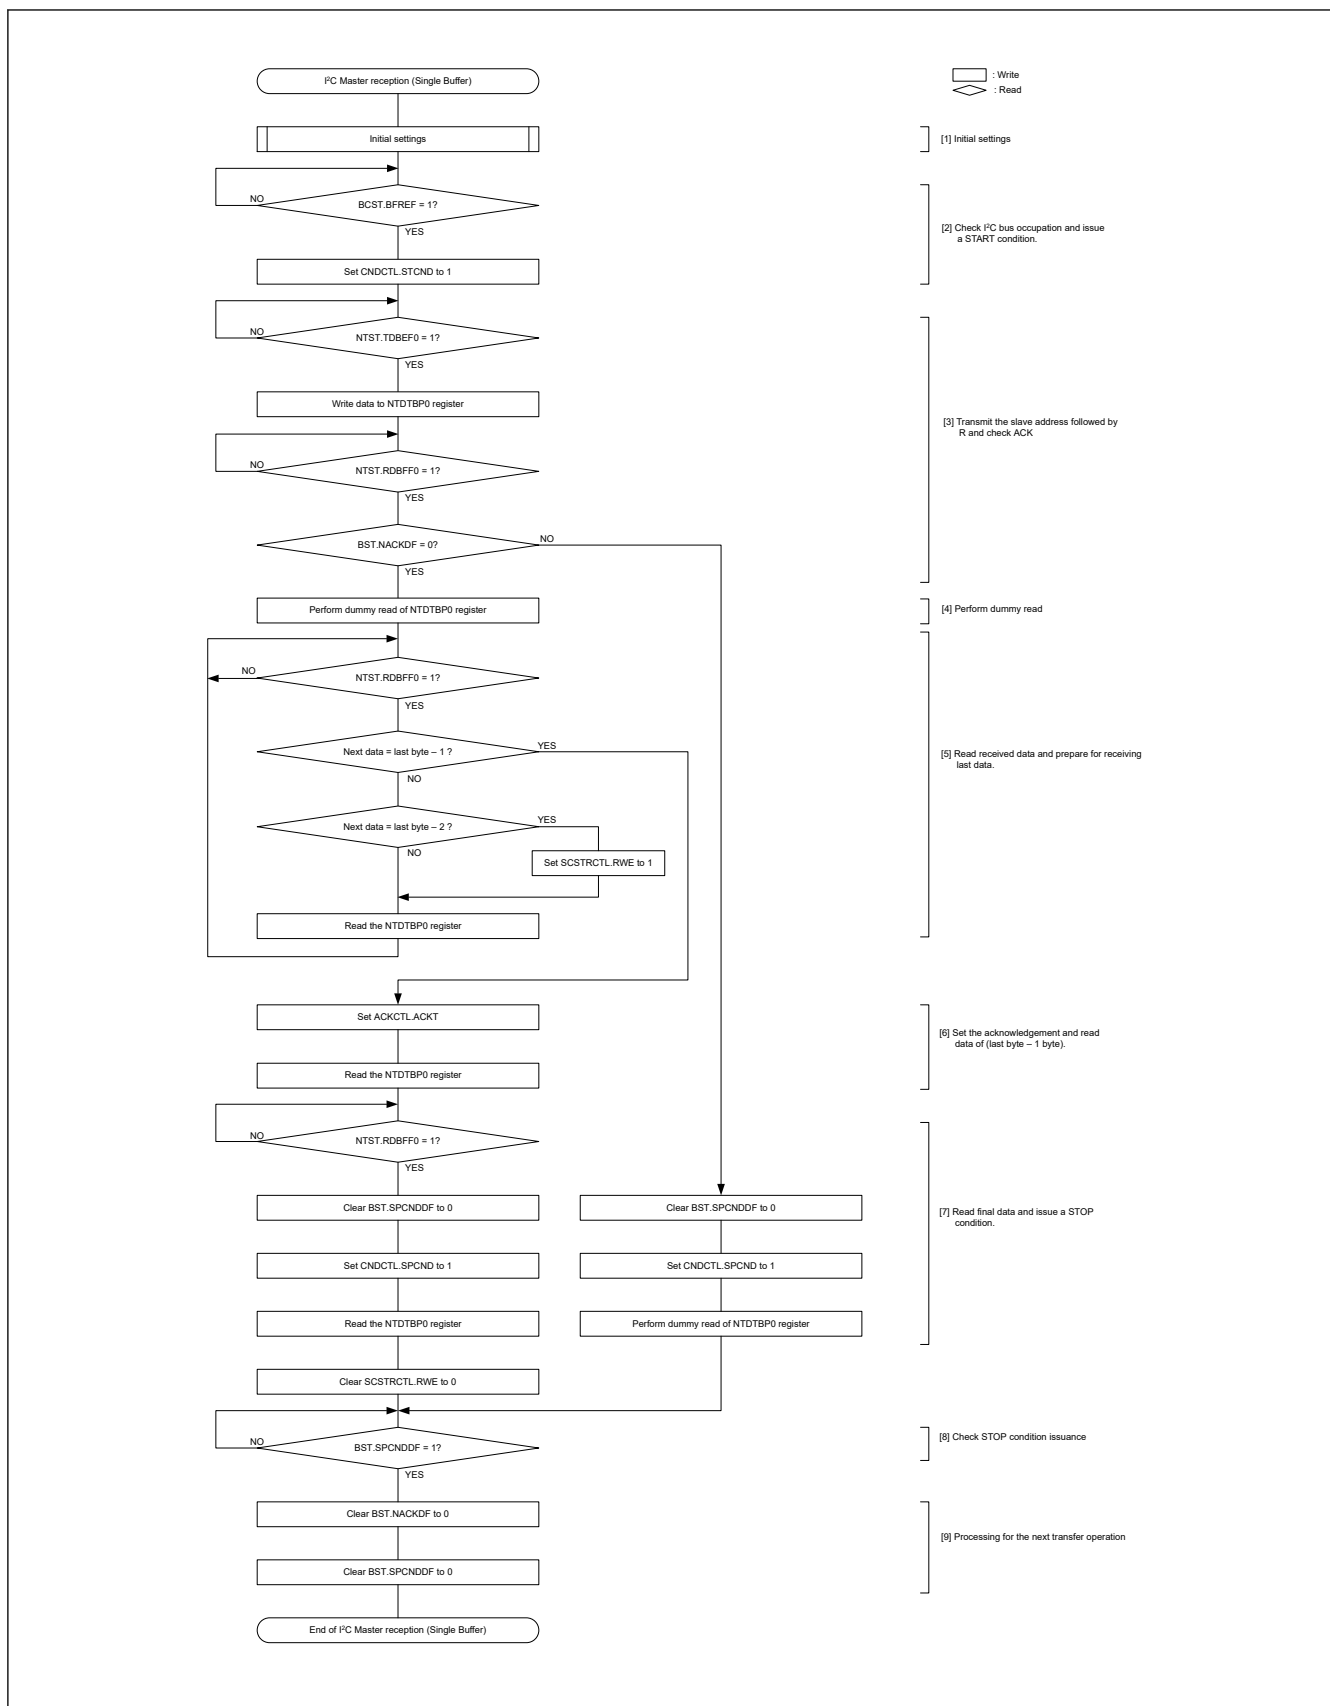 I²C Master reception (Single Buffer)
: Write
: Read
Initial settings
[1] Initial settings
NO
BCST.BFREF = 1?
YES
[2] Check I²C bus occupation and issue
a START condition.
Set CNDCTL.STCND to 1
NO
NTST.TDBEF0 = 1?
YES
Write data to NTDTBP0 register
[3] Transmit the slave address followed by
R and check ACK
NO
NTST.RDBFF0 = 1?
YES
BST.NACKDF = 0?
NO
YES
Perform dummy read of NTDTBP0 register
[4] Perform dummy read
NO
NTST.RDBFF0 = 1?
YES
Next data = last byte – 1 ?
YES
NO
[5] Read received data and prepare for receiving
last data.
Next data = last byte – 2 ?
YES
NO
Set SCSTRCTL.RWE to 1
Read the NTDTBP0 register
Set ACKCTL.ACKT
[6] Set the acknowledgement and read
data of (last byte – 1 byte).
Read the NTDTBP0 register
NO
NTST.RDBFF0 = 1?
YES
Clear BST.SPCNDDF to 0
Clear BST.SPCNDDF to 0
[7] Read final data and issue a STOP
condition.
Set CNDCTL.SPCND to 1
Set CNDCTL.SPCND to 1
Read the NTDTBP0 register
Perform dummy read of NTDTBP0 register
Clear SCSTRCTL.RWE to 0
NO
BST.SPCNDDF = 1?
YES
[8] Check STOP condition issuance
Clear BST.NACKDF to 0
[9] Processing for the next transfer operation
Clear BST.SPCNDDF to 0
End of I²C Master reception (Single Buffer)